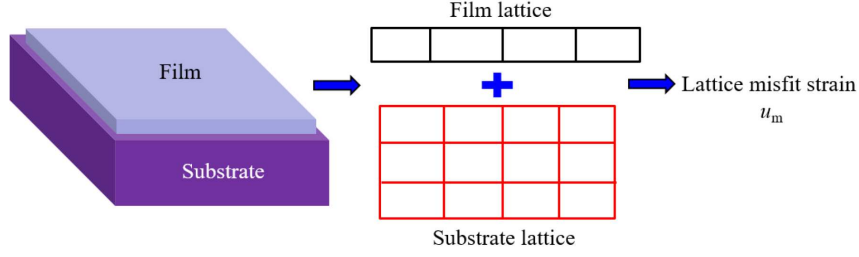 Film lattice
Film
Lattice misfit strain
u_m
Substrate
Substrate lattice